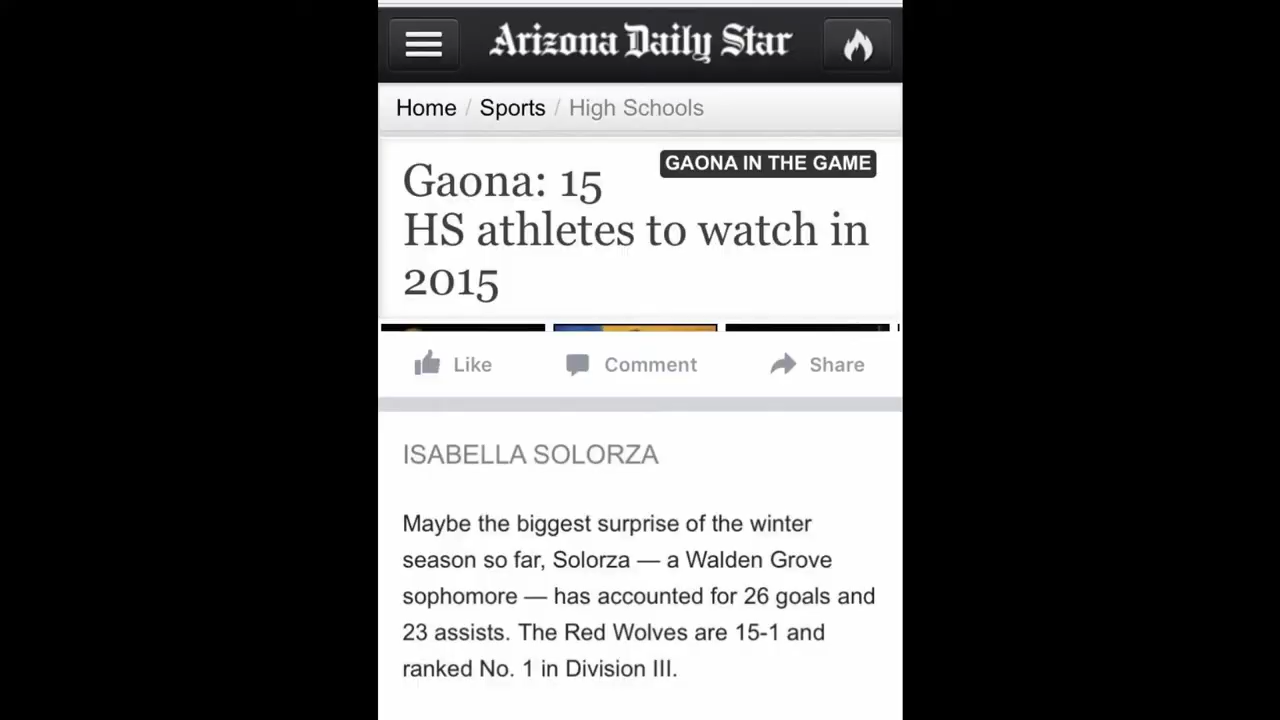 Arizona Daily Star
Home / Sports / High Schools
GAONA IN THE GAME
Gaona: 15
HS athletes to watch in
2015
Like Comment Share
ISABELLA SOLORZA
Maybe the biggest surprise of the winter
season so far, Solorza — a Walden Grove
sophomore — has accounted for 26 goals and
23 assists. The Red Wolves are 15-1 and
ranked No. 1 in Division III.